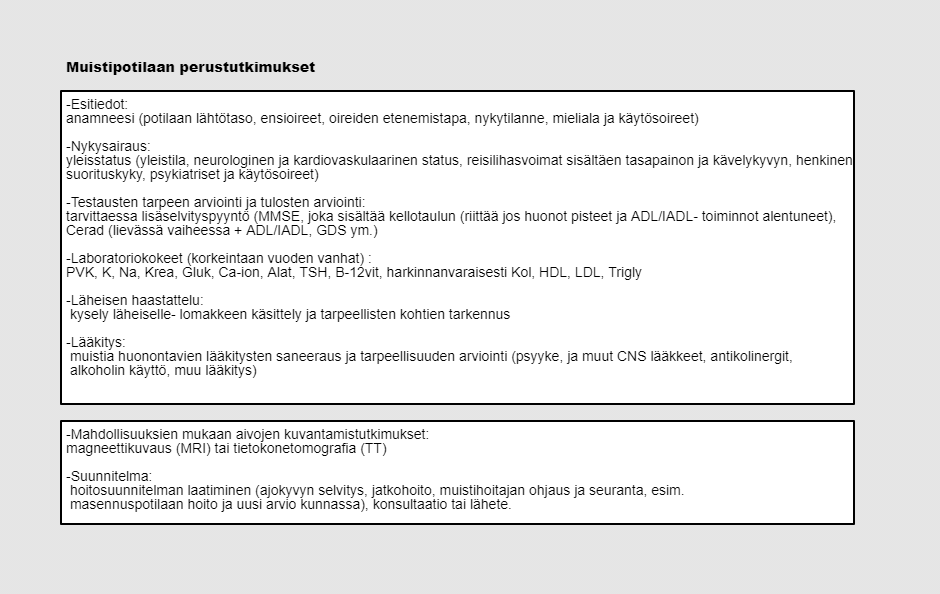 Muistipotilaan perustutkimukset
-Esitiedot:
anamneesi (potilaan lähtötaso, ensioireet, oireiden etenemistapa, nykytilanne, mieliala ja käytösoireet)
-Nykysairaus:
yleisstatus (yleistila, neurologinen ja kardiovaskulaarinen status, reisilihasvoimat sisältäen tasapainon ja kävelykyvyn, henkinen
suorituskyky, psykiatriset ja käytösoireet)
-Testausten tarpeen arviointi ja tulosten arviointi:
tarvittaessa lisäselvityspyyntö (MMSE, joka sisältää kellotaulun (riittää jos huonot pisteet ja ADL/IADL- toiminnot alentuneet),
Cerad (lievässä vaiheessa + ADL/IADL, GDS ym.)
-Laboratoriokokeet (korkeintaan vuoden vanhat) :
PVK, K, Na, Krea, Gluk, Ca-ion, Alat, TSH, B-12vit, harkinnanvaraisesti Kol, HDL, LDL, Trigly
-Läheisen haastattelu:
kysely läheiselle- lomakkeen käsittely ja tarpeellisten kohtien tarkennus
-Lääkitys:
muistia huonontavien lääkitysten saneeraus ja tarpeellisuuden arviointi (psyyke, ja muut CNS lääkkeet, antikolinergit,
alkoholin käyttö, muu lääkitys)
-Mahdollisuuksien mukaan aivojen kuvantamistutkimukset:
magneettikuvaus (MRI) tai tietokonetomografia (TT)
-Suunnitelma:
hoitosuunnitelman laatiminen (ajokyvyn selvitys, jatkohoito, muistihoitajan ohjaus ja seuranta, esim.
masennuspotilaan hoito ja uusi arvio kunnassa), konsultaatio tai lähete.